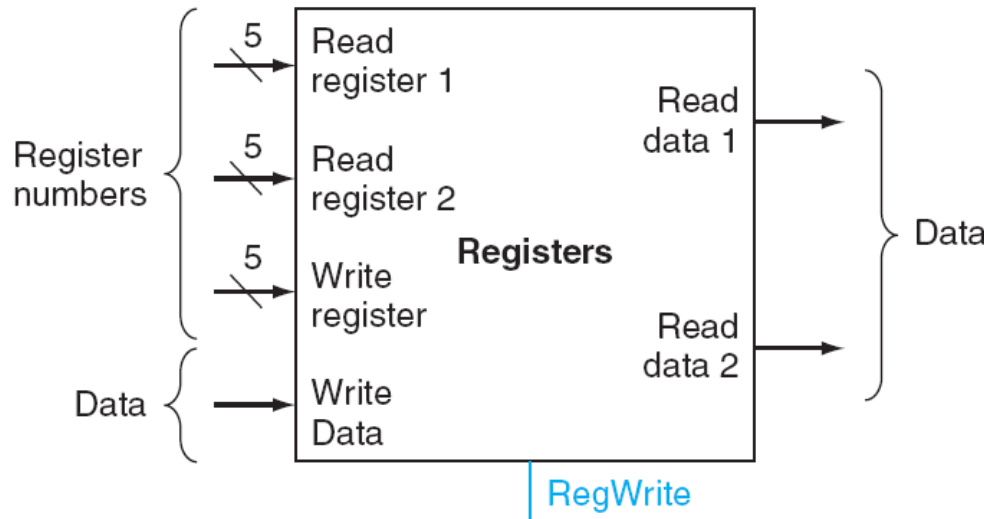 Register
numbers
Data
5
Read
register 1
5
Read
register 2
5
Write
register
Write
Data
Registers
Read
data 1
Read
data 2
Data
RegWrite